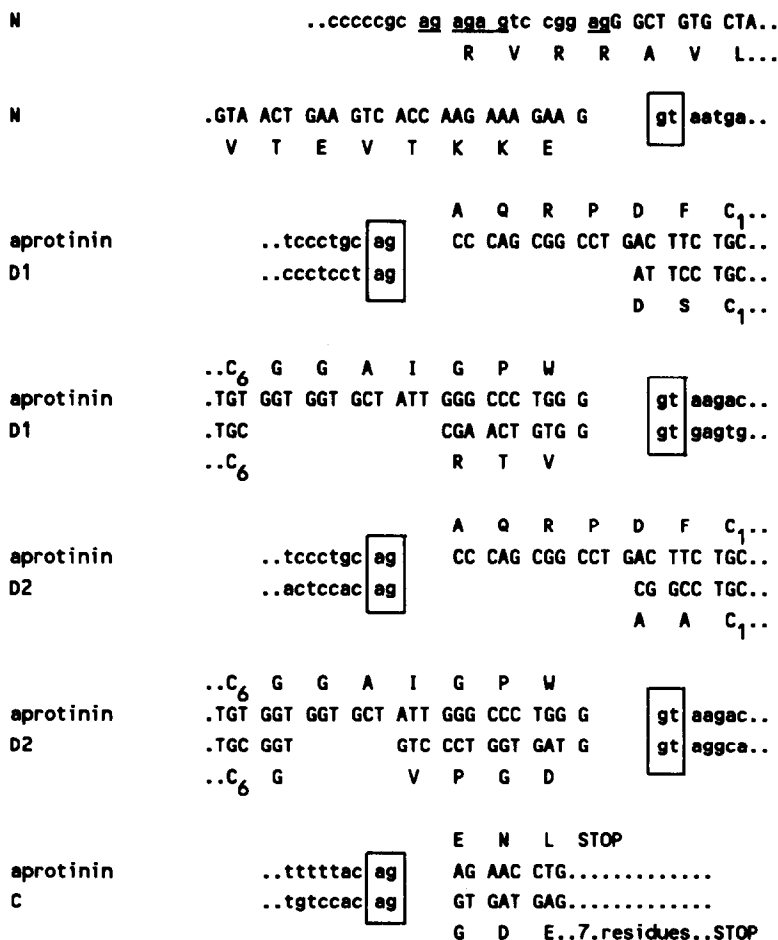 N ..cccccgc ag aga gtc cgg agG GCT GTG CTA..
R V R R A V L...
N .GTA ACT GAA GTC ACC AAG AAA GAA G gt aatga..
V T E V T K K E
A Q R P D F C1..
aprotinin ..tccctgc ag CC CAG CGG CCT GAC TTC TGC..
D1 ..ccctcct ag AT TCC TGC..
D S C1..
..C6 G G A I G P W
aprotinin .TGT GGT GGT GCT ATT GGG CCC TGG G gt aagac..
D1 .TGC CGA ACT GTG G gt gagtg..
..C6 R T V
A Q R P D F C1..
aprotinin ..tccctgc ag CC CAG CGG CCT GAC TTC TGC..
D2 ..actccac ag CG GCC TGC..
A A C1..
..C6 G G A I G P W
aprotinin .TGT GGT GGT GCT ATT GGG CCC TGG G gt aagac..
D2 .TGC GGT GTC CCT GGT GAT G gt aggca..
..C6 G V P G D
E N L STOP
aprotinin ..tttttac ag AG AAC CTG.............
C ..tgtccac ag GT GAT GAG.............
G D E..7.residues..STOP